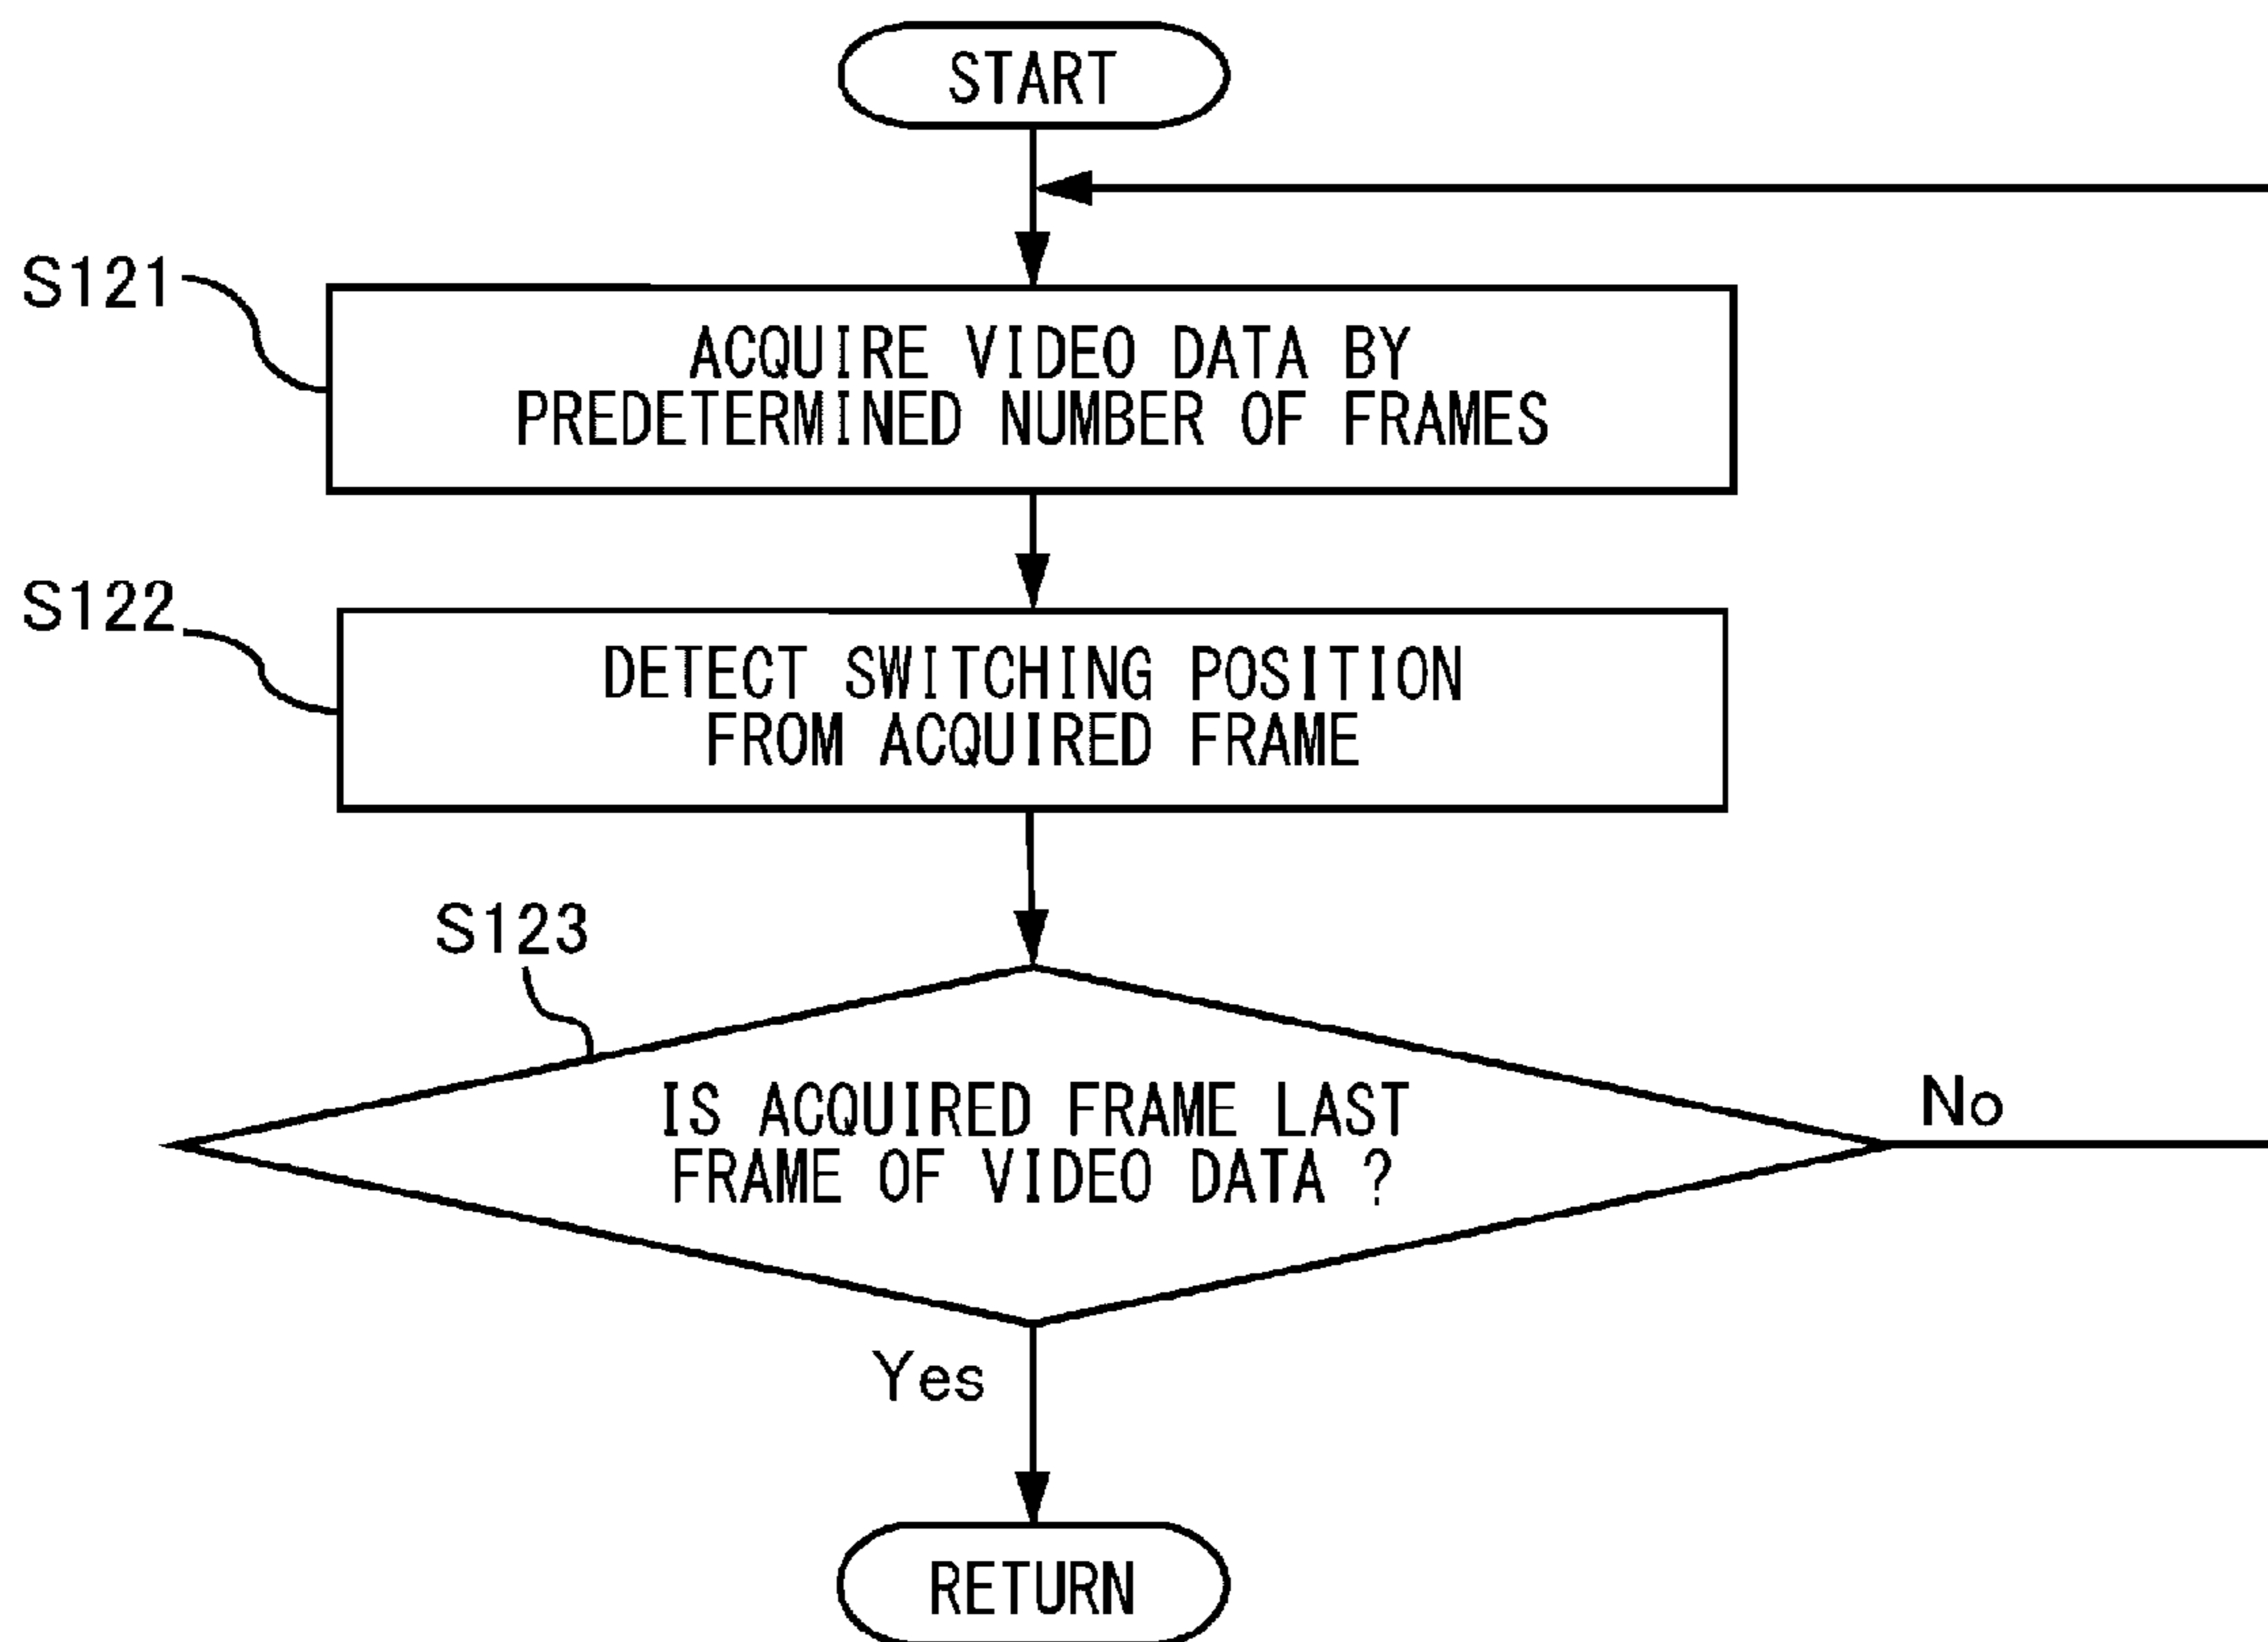 START
S121
ACQUIRE VIDEO DATA BY
PREDETERMINED NUMBER OF FRAMES
S122
DETECT SWITCHING POSITION
FROM ACQUIRED FRAME
S123
IS ACQUIRED FRAME LAST
FRAME OF VIDEO DATA ?
No
Yes
RETURN